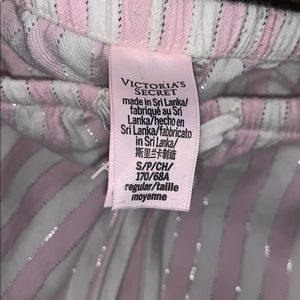 VICTORIA'S
SECRET
made in Sri Lanka/
fabriqué au Sri
Lanka/hecho en
Sri Lanka/fabbricato
in Sri Lanka/
斯里兰卡制造
S/P/CH/
170/68A
regular/taille
moyenne